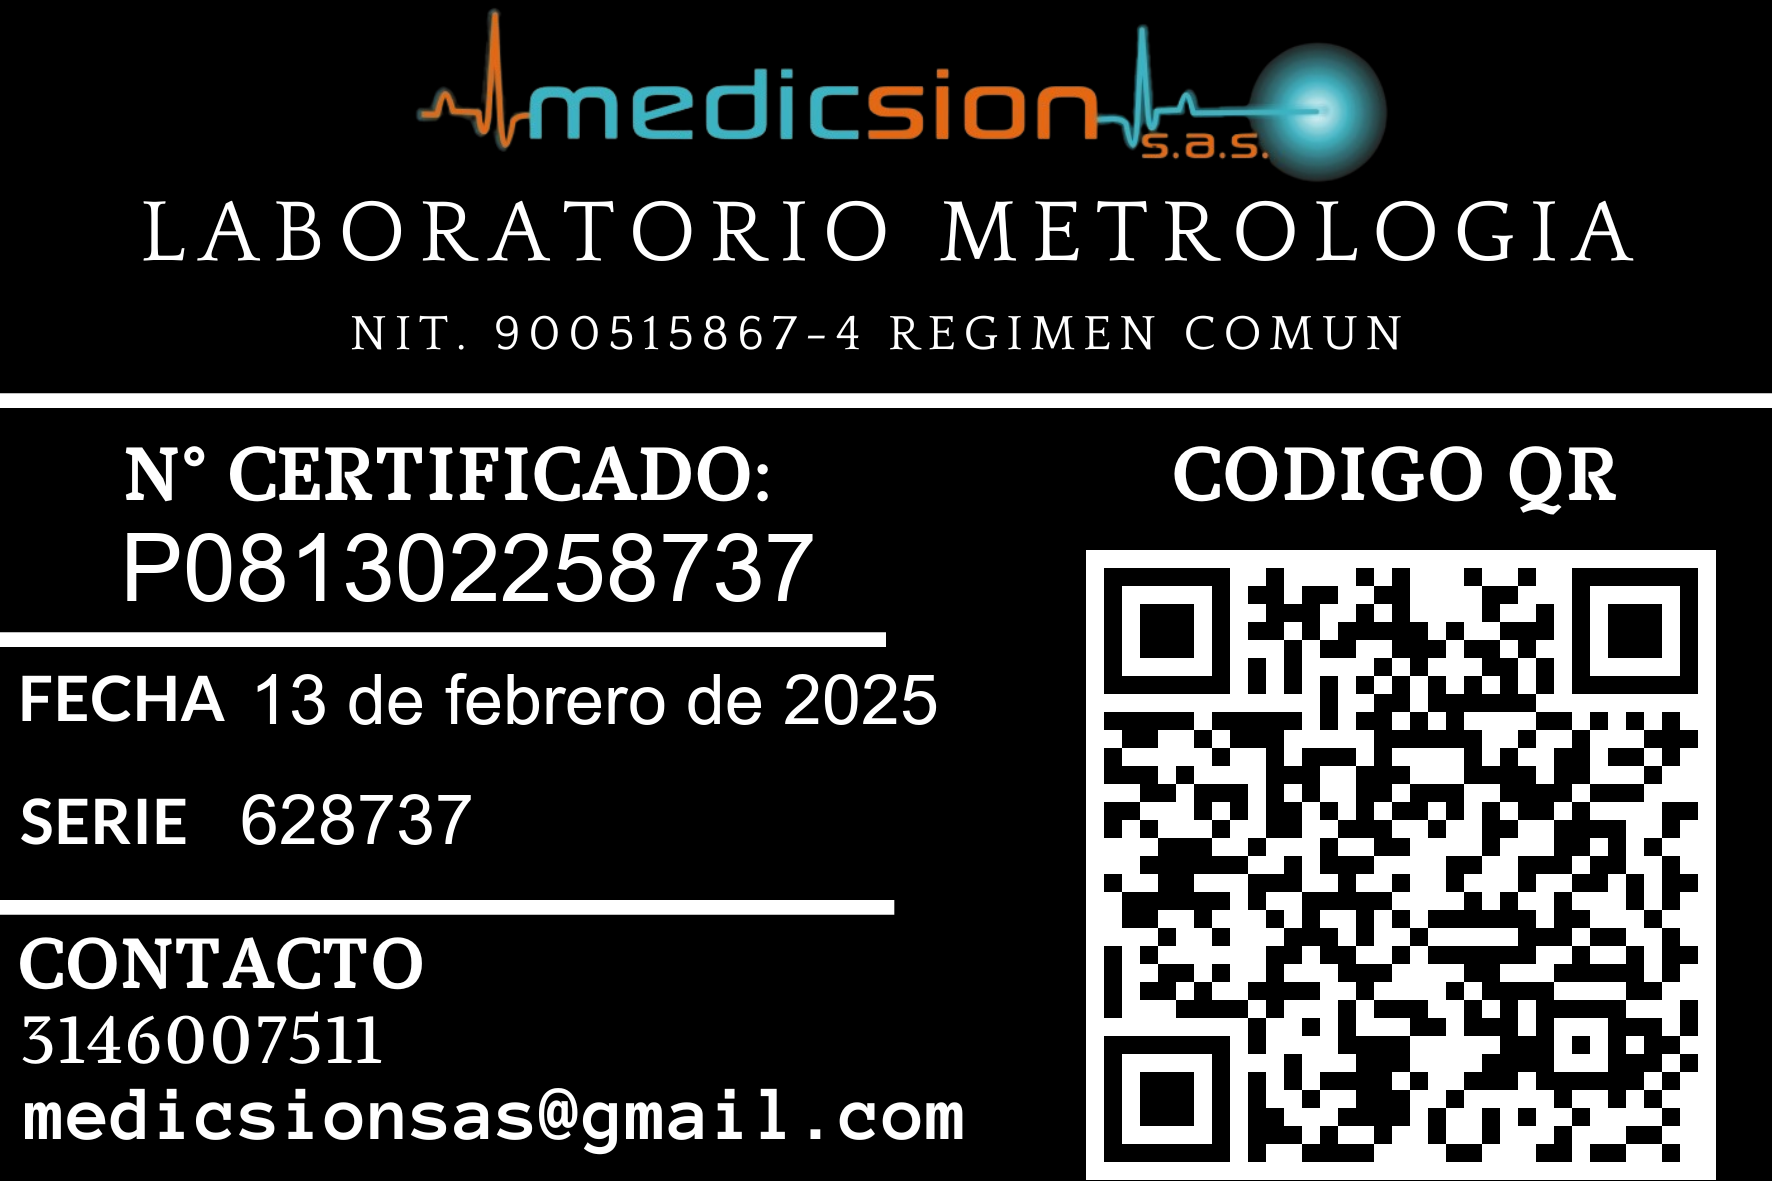 medicsion
s.a.s.
LABORATORIO METROLOGIA
NIT. 900515867-4 REGIMEN COMUN
N° CERTIFICADO:
P081302258737
FECHA 13 de febrero de 2025
SERIE 628737
CONTACTO
3146007511
medicsionsas@gmail.com
CODIGO QR